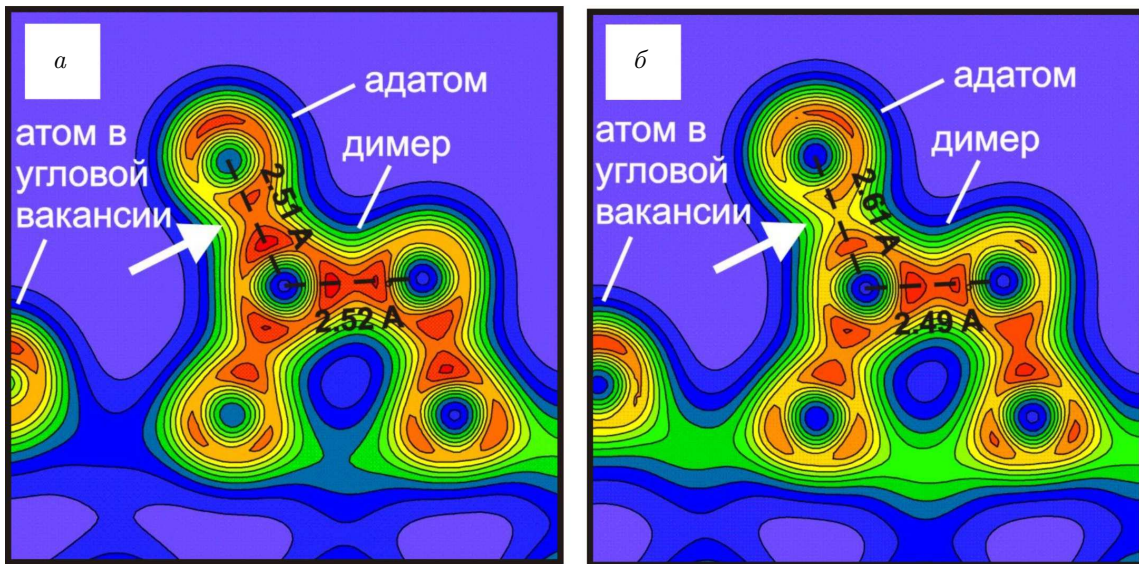 а
адатом
атом в
угловой
вакансии
димер
2.51 A
2.52 A
б
адатом
атом в
угловой
вакансии
димер
2.61 A
2.49 A